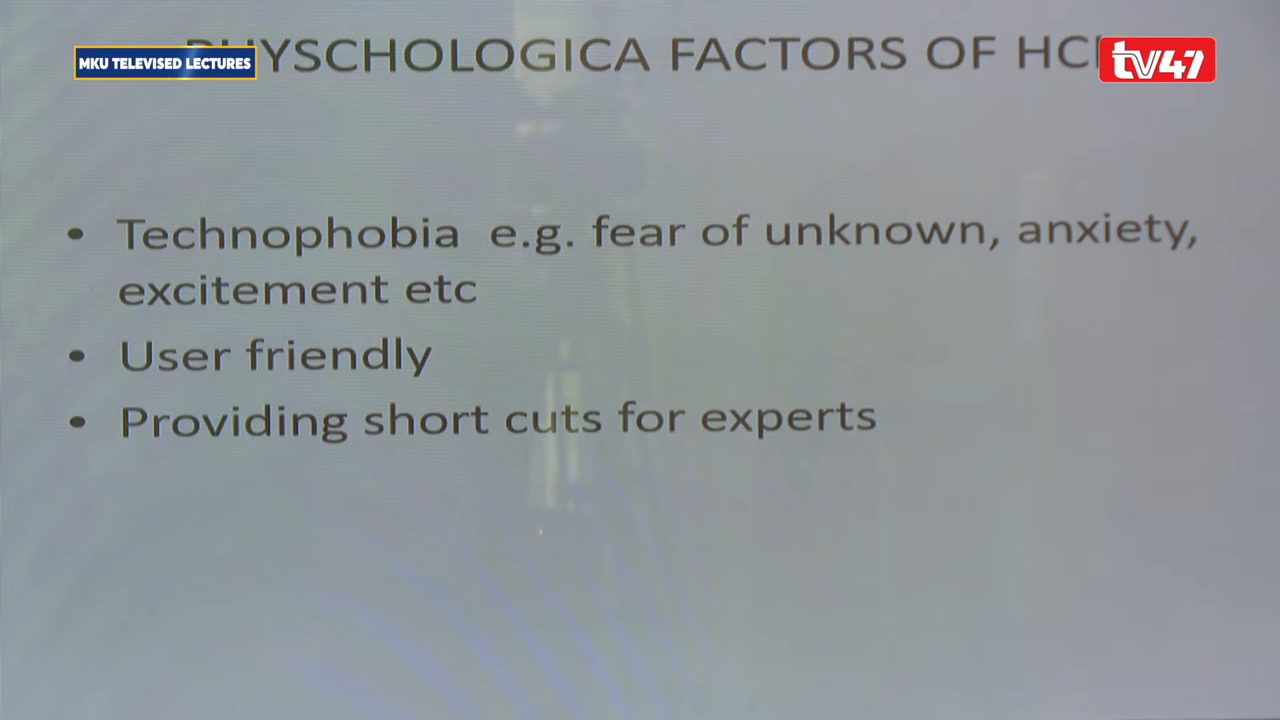 PHYSCHOLOGICA FACTORS OF HCI
MKU TELEVISED LECTURES
tv47
• Technophobia e.g. fear of unknown, anxiety,
excitement etc
• User friendly
• Providing short cuts for experts